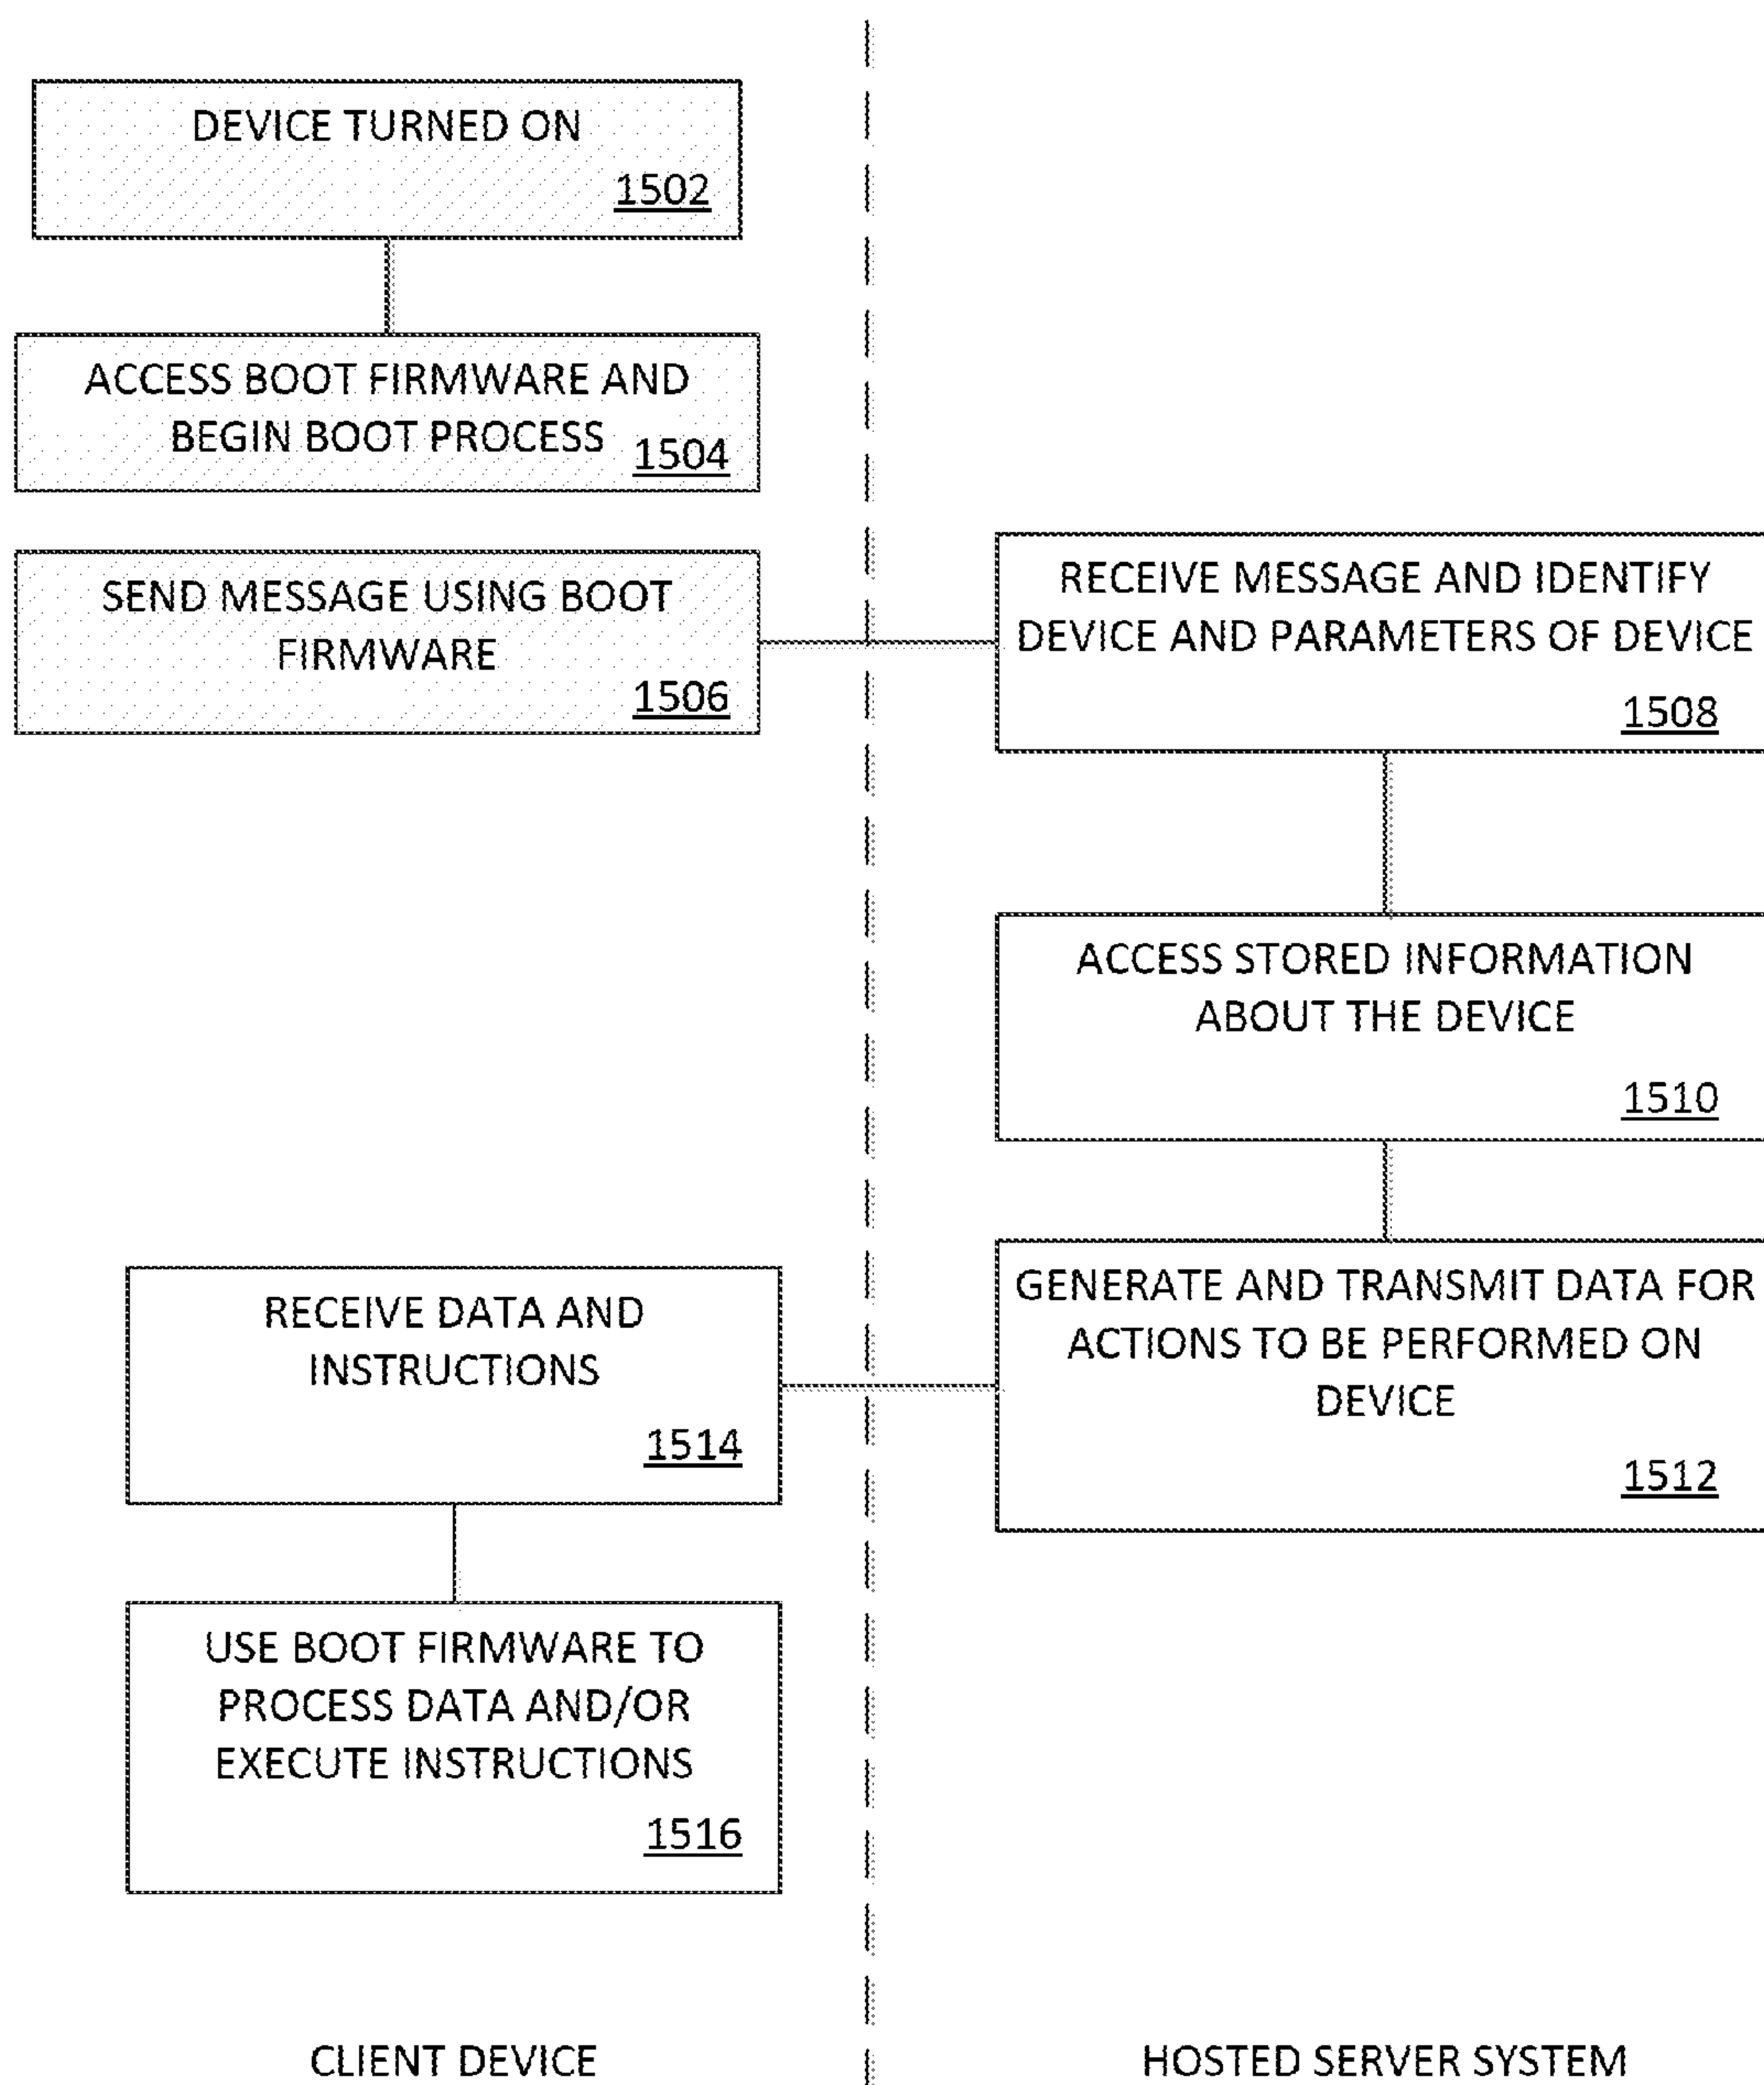 DEVICE TURNED ON
1502
ACCESS BOOT FIRMWARE AND
BEGIN BOOT PROCESS
1504
SEND MESSAGE USING BOOT
FIRMWARE
1506
RECEIVE MESSAGE AND IDENTIFY
DEVICE AND PARAMETERS OF DEVICE
1508
ACCESS STORED INFORMATION
ABOUT THE DEVICE
1510
GENERATE AND TRANSMIT DATA FOR
ACTIONS TO BE PERFORMED ON
DEVICE
1512
RECEIVE DATA AND
INSTRUCTIONS
1514
USE BOOT FIRMWARE TO
PROCESS DATA AND/OR
EXECUTE INSTRUCTIONS
1516
CLIENT DEVICE
HOSTED SERVER SYSTEM